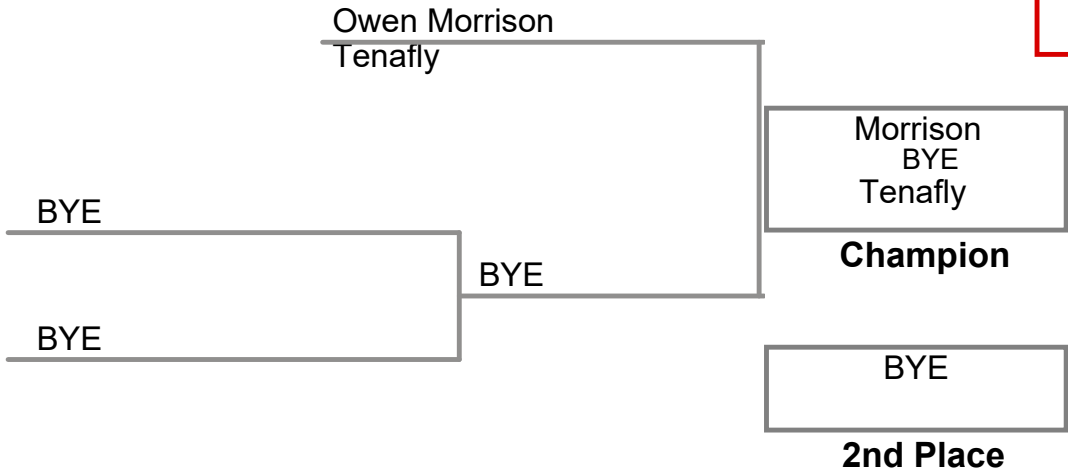 Owen Morrison
Tenafly
Morrison
BYE
Tenafly
Champion
BYE
BYE
BYE
BYE
2nd Place